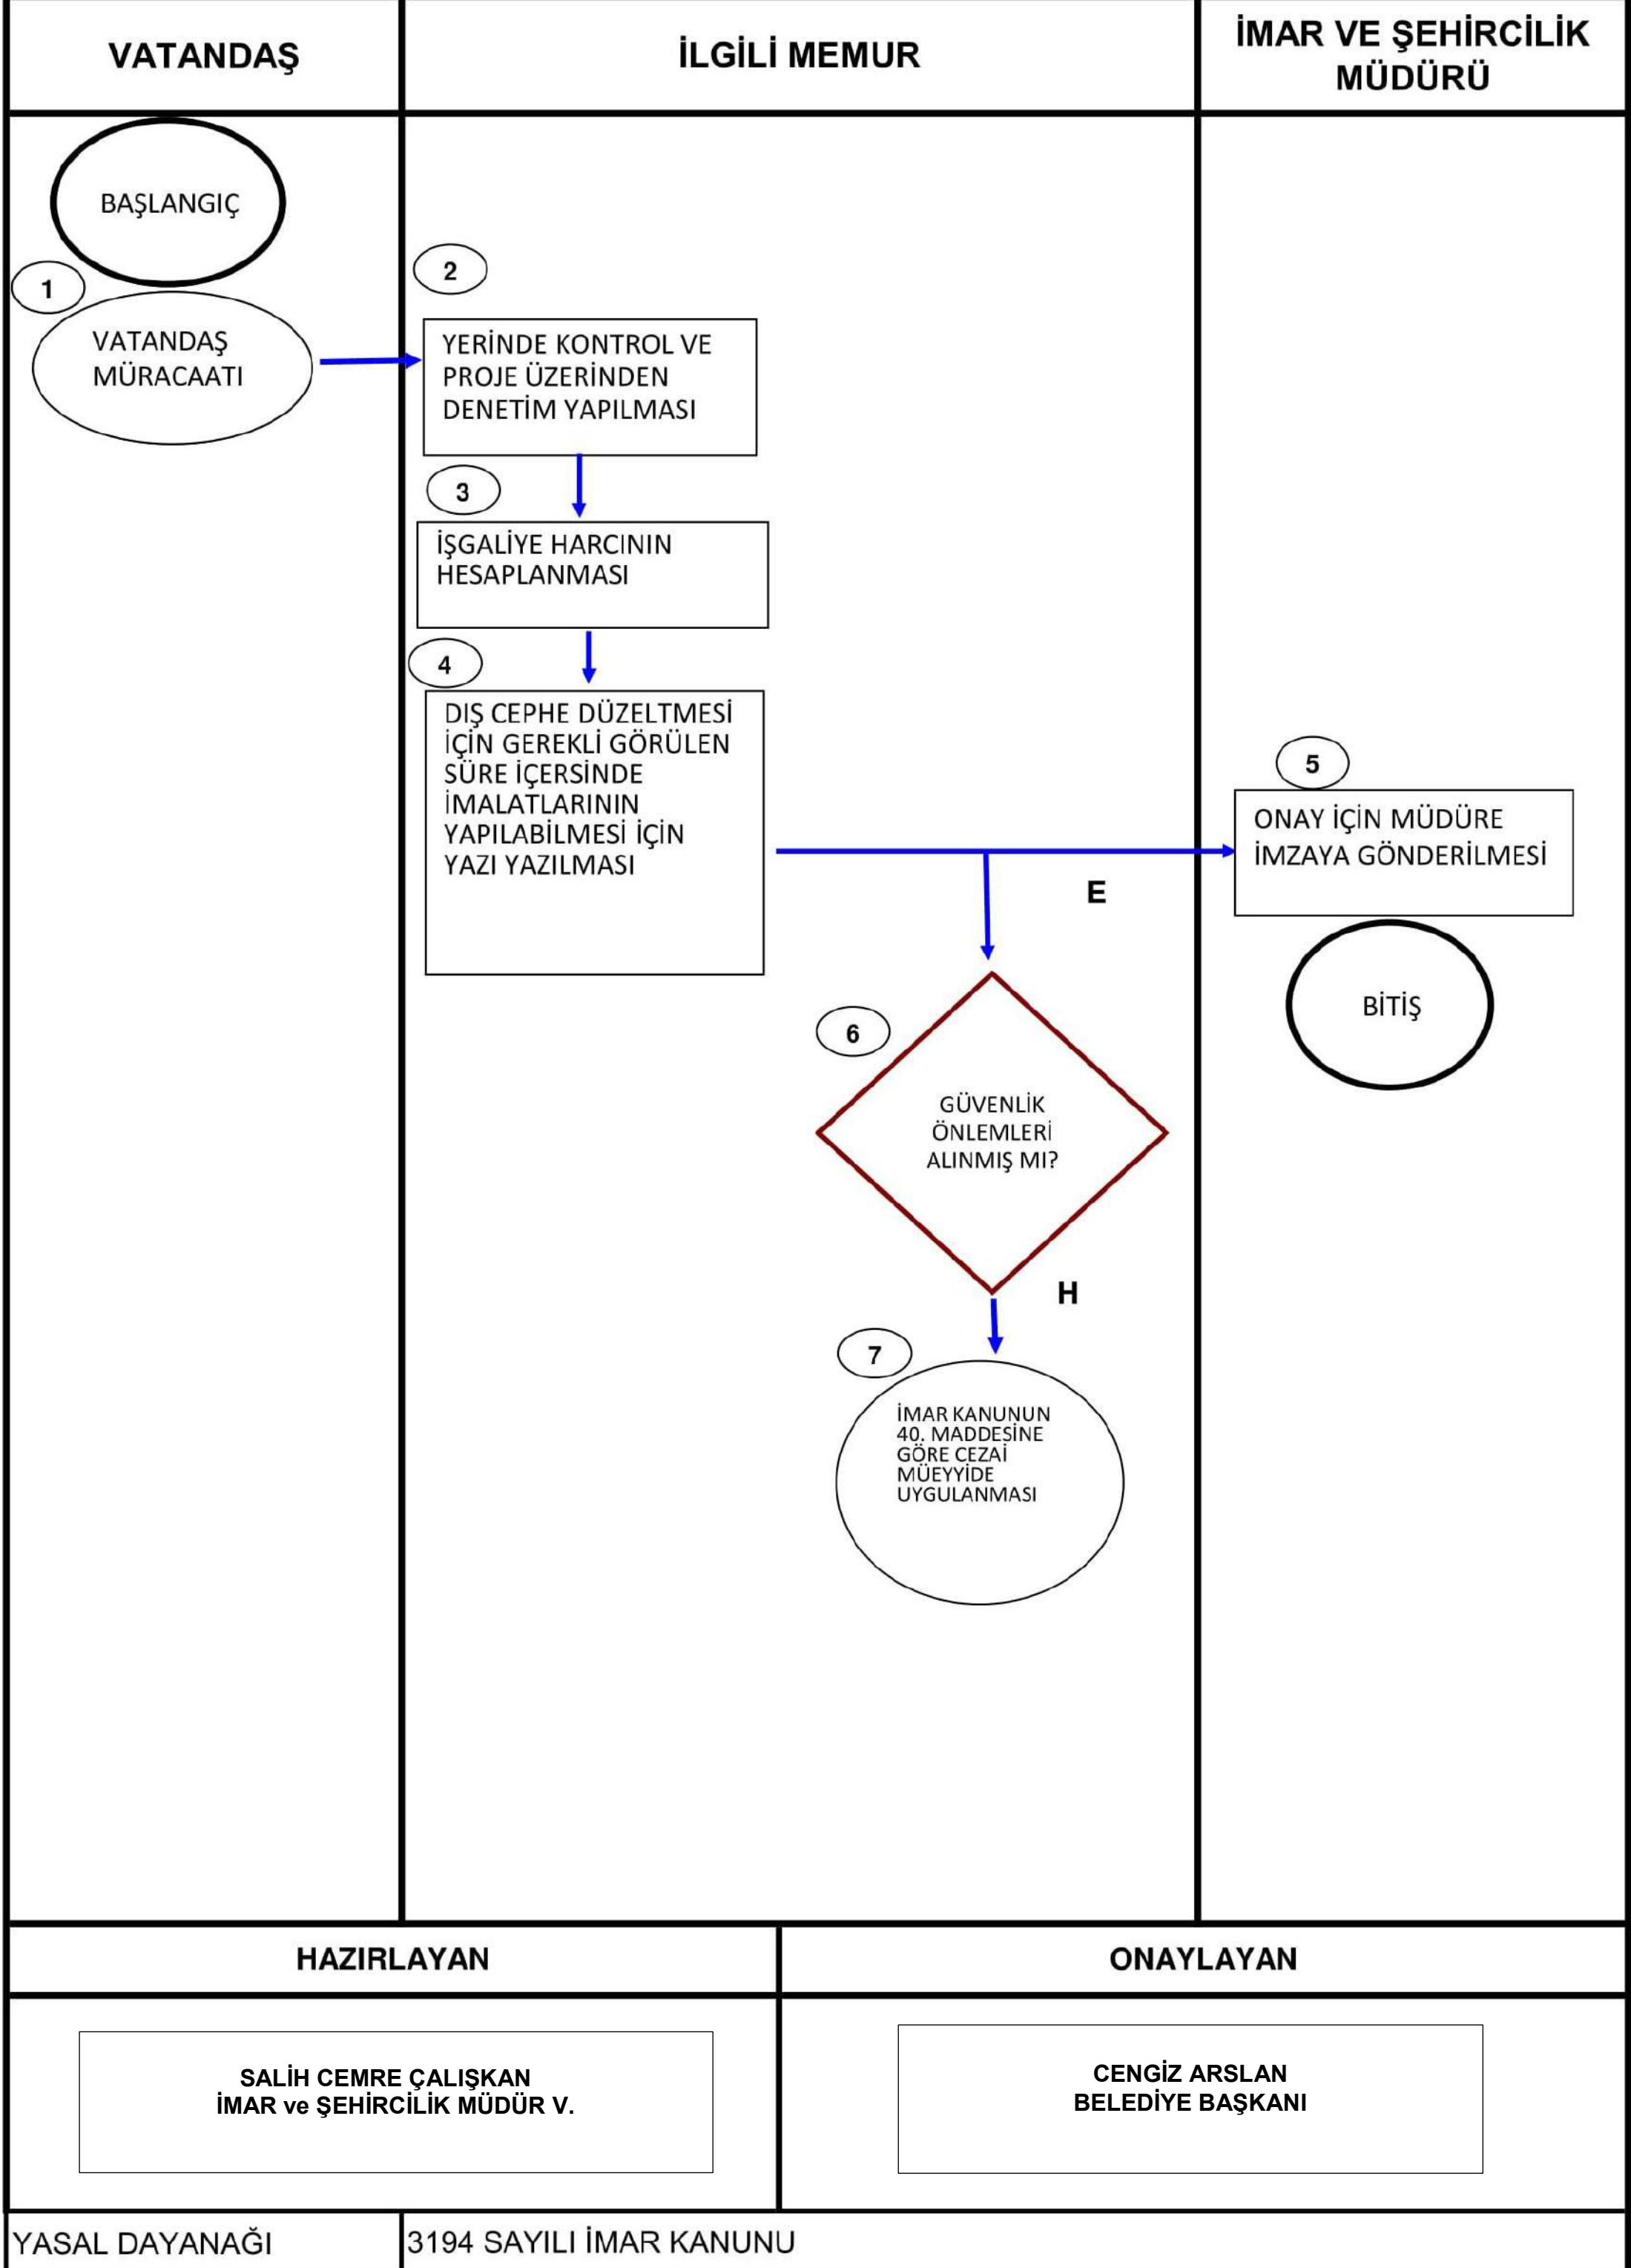 VATANDAŞ
İLGİLİ MEMUR
İMAR VE ŞEHİRCİLİK
MÜDÜRÜ
BAŞLANGIÇ
1
VATANDAŞ
MÜRACAATI
2
YERİNDE KONTROL VE
PROJE ÜZERİNDEN
DENETİM YAPILMASI
3
İŞGALİYE HARCININ
HESAPLANMASI
4
DIŞ CEPHE DÜZELTMESİ
İÇİN GEREKLİ GÖRÜLEN
SÜRE İÇERSİNDE
İMALATLARININ
YAPILABİLMESİ İÇİN
YAZI YAZILMASI
5
ONAY İÇİN MÜDÜRE
İMZAYA GÖNDERİLMESİ
E
BİTİŞ
6
GÜVENLİK
ÖNLEMLERİ
ALINMIŞ MI?
H
7
İMAR KANUNUN
40. MADDESİNE
GÖRE CEZAİ
MÜEYYİDE
UYGULANMASI
HAZIRLAYAN
ONAYLAYAN
SALİH CEMRE ÇALIŞKAN
İMAR ve ŞEHİRCİLİK MÜDÜR V.
CENGİZ ARSLAN
BELEDİYE BAŞKANI
YASAL DAYANAĞI
3194 SAYILI İMAR KANUNU